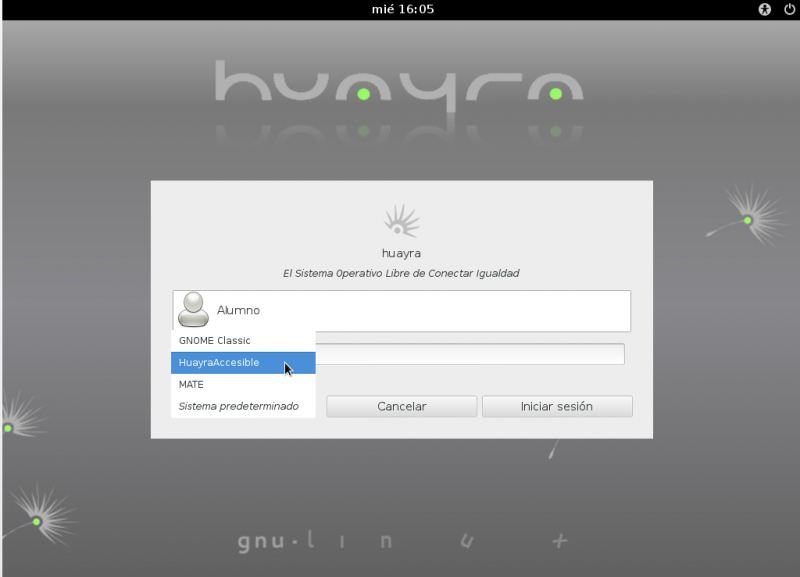 mié 16:05
huayra
huayra
El Sistema Operativo Libre de Conectar Igualdad
Alumno
GNOME Classic
HuayraAccesible
MATE
Sistema predeterminado
Cancelar
Iniciar sesión
gnu·linux+